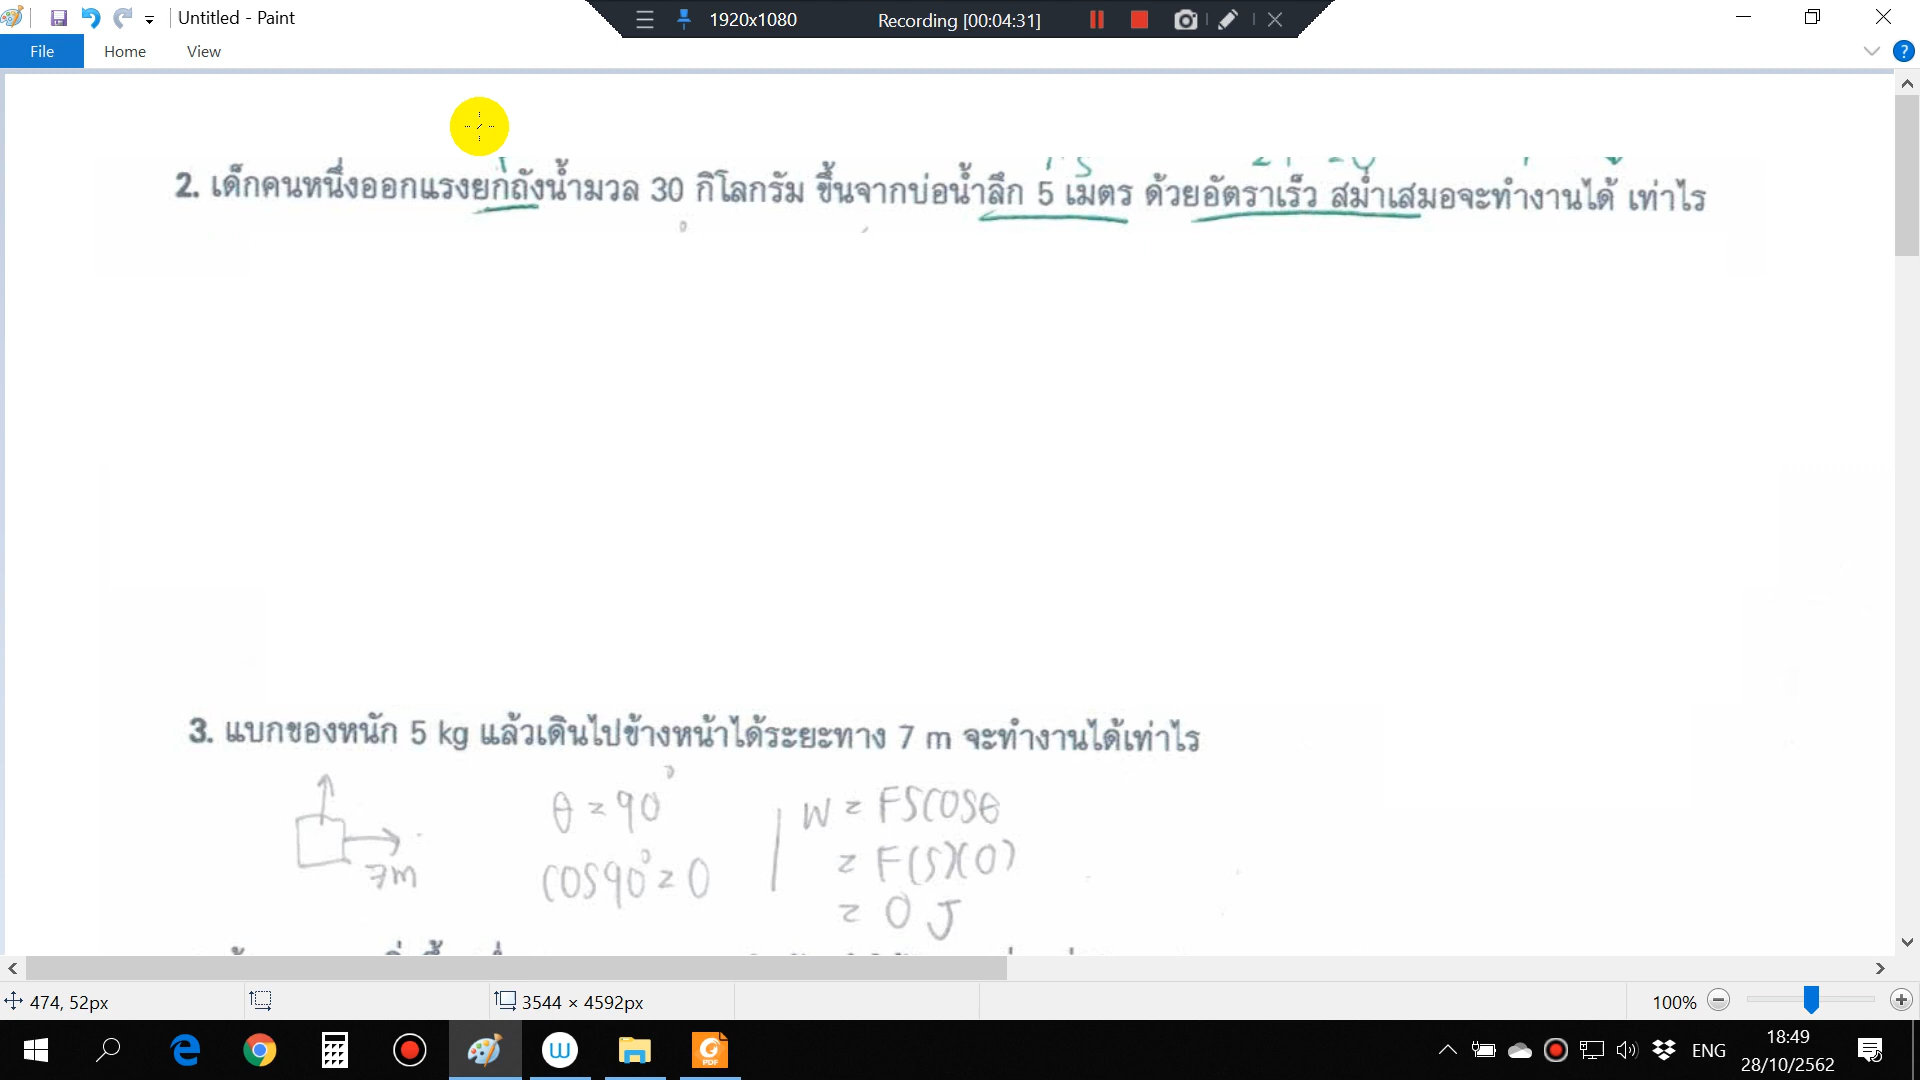 Untitled - Paint
1920x1080
Recording [00:04:31]
File
Home
View
2. เด็กคนหนึ่งออกแรงยกถังน้ำมวล 30 กิโลกรัม ขึ้นจากบ่อน้ำลึก 5 เมตร ด้วยอัตราเร็ว สม่ำเสมอจะทำงานได้ เท่าไร
3. แบกของหนัก 5 kg แล้วเดินไปข้างหน้าได้ระยะทาง 7 m จะทำงานได้เท่าไร
θ = 90°
W = FScosθ
cos90° = 0
= F(S)(0)
7m
= 0 J
474, 52px
3544 × 4592px
100%
ENG
18:49
28/10/2562